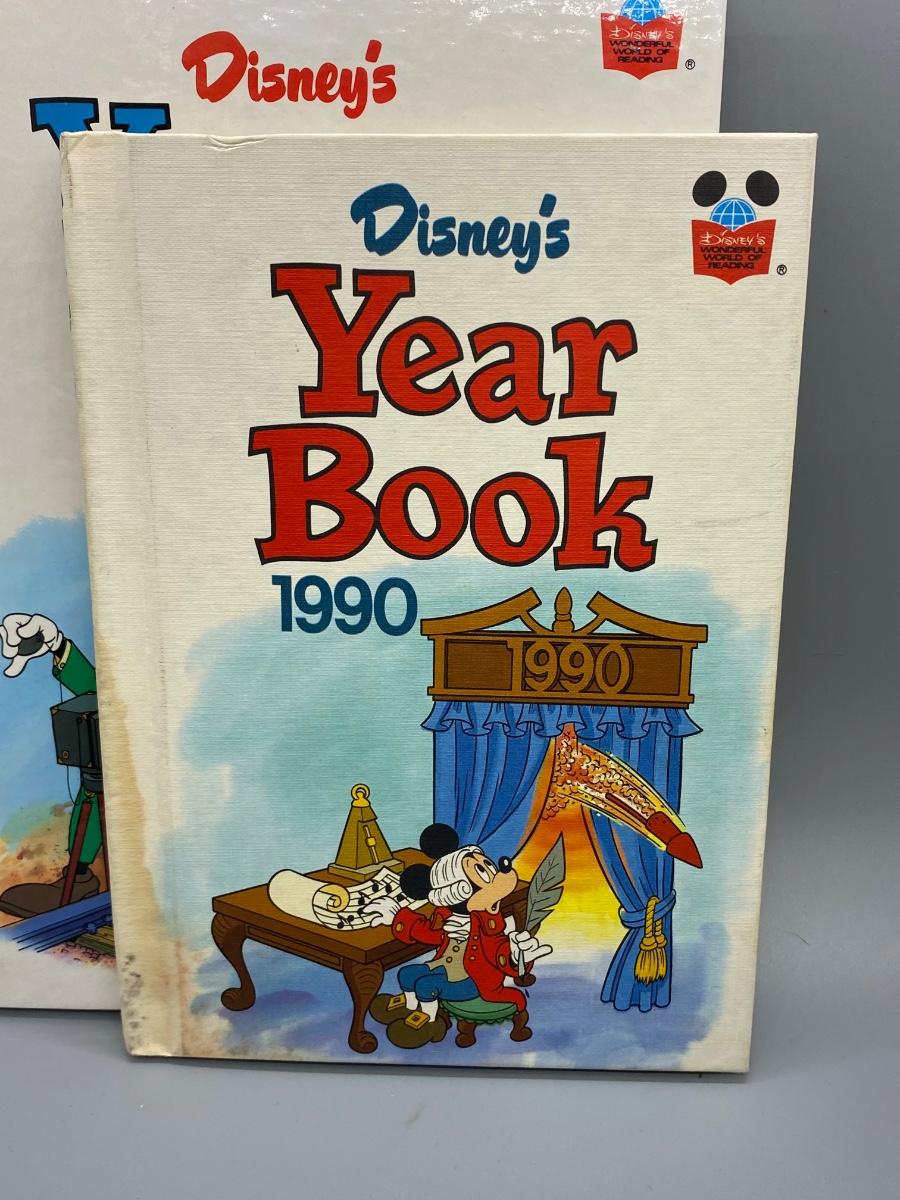 Disney's
DISNEY'S
WONDERFUL
WORLD OF
READING
®
Disney's
Year
Book
1990
DISNEY'S
WONDERFUL
WORLD OF
READING
®
1990